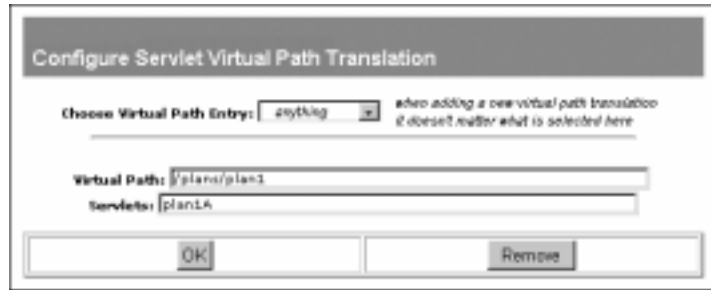 Configure Servlet Virtual Path Translation
Choose Virtual Path Entry: anything when adding a new virtual path translation
it doesn't matter what is selected here
Virtual Path: /plans/plan1
Servlets: plan1A
OK Remove